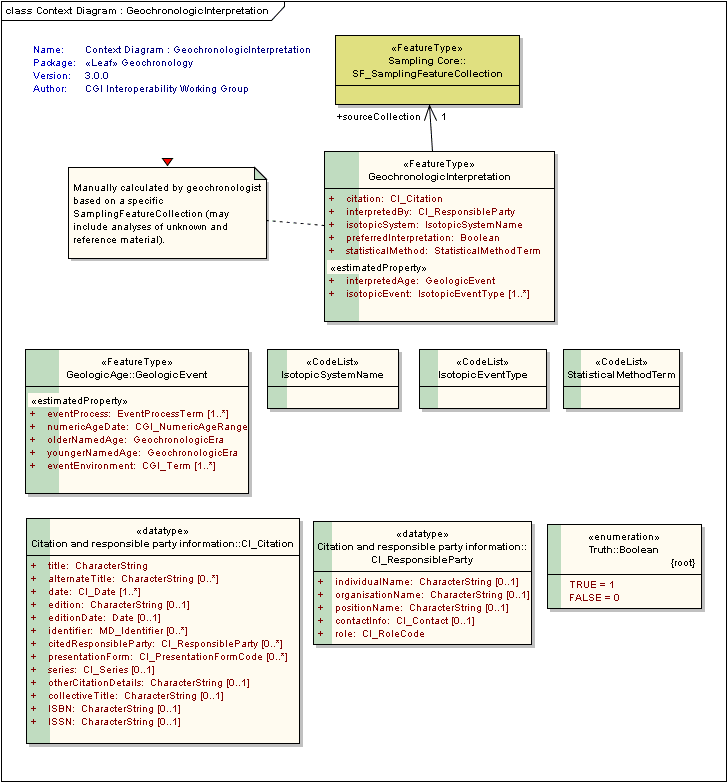 class Context Diagram : GeochronologicInterpretation
Name: Context Diagram : GeochronologicInterpretation
Package: «Leaf» Geochronology
Version: 3.0.0
Author: CGI Interoperability Working Group
«FeatureType»
Sampling Core::
SF_SamplingFeatureCollection
+sourceCollection 1
Manually calculated by geochronologist
based on a specific
SamplingFeatureCollection (may
include analyses of unknown and
reference material).
«FeatureType»
GeochronologicInterpretation
+ citation: CI_Citation
+ interpretedBy: CI_ResponsibleParty
+ isotopicSystem: IsotopicSystemName
+ preferredInterpretation: Boolean
+ statisticalMethod: StatisticalMethodTerm
«estimatedProperty»
+ interpretedAge: GeologicEvent
+ isotopicEvent: IsotopicEventType [1..*]
«FeatureType»
GeologicAge::GeologicEvent
«estimatedProperty»
+ eventProcess: EventProcessTerm [1..*]
+ numericAgeDate: CGI_NumericAgeRange
+ olderNamedAge: GeochronologicEra
+ youngerNamedAge: GeochronologicEra
+ eventEnvironment: CGI_Term [1..*]
«CodeList»
IsotopicSystemName
«CodeList»
IsotopicEventType
«CodeList»
StatisticalMethodTerm
«datatype»
Citation and responsible party information::CI_Citation
+ title: CharacterString
+ alternateTitle: CharacterString [0..*]
+ date: CI_Date [1..*]
+ edition: CharacterString [0..1]
+ editionDate: Date [0..1]
+ identifier: MD_Identifier [0..*]
+ citedResponsibleParty: CI_ResponsibleParty [0..*]
+ presentationForm: CI_PresentationFormCode [0..*]
+ series: CI_Series [0..1]
+ otherCitationDetails: CharacterString [0..1]
+ collectiveTitle: CharacterString [0..1]
+ ISBN: CharacterString [0..1]
+ ISSN: CharacterString [0..1]
«datatype»
Citation and responsible party information::
CI_ResponsibleParty
+ individualName: CharacterString [0..1]
+ organisationName: CharacterString [0..1]
+ positionName: CharacterString [0..1]
+ contactInfo: CI_Contact [0..1]
+ role: CI_RoleCode
«enumeration»
Truth::Boolean
{root}
TRUE = 1
FALSE = 0